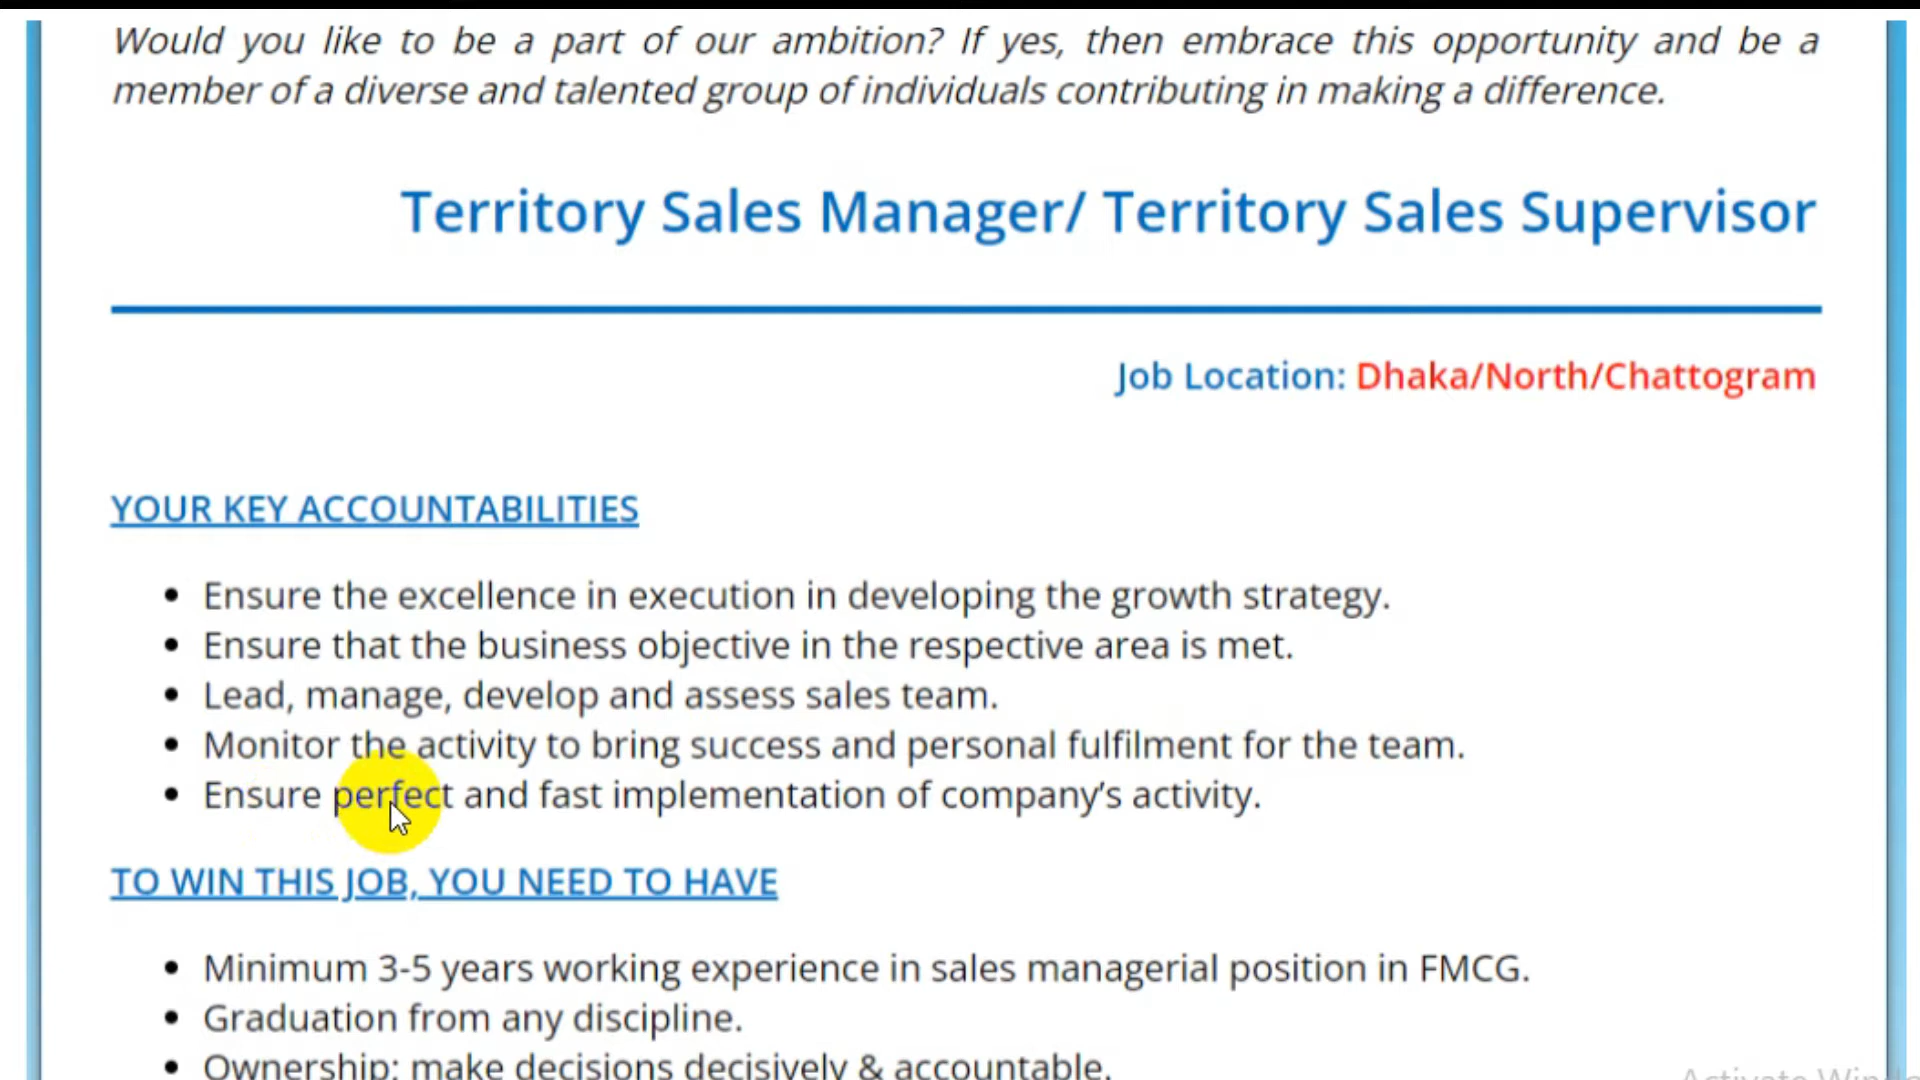 Would you like to be a part of our ambition? If yes, then embrace this opportunity and be a
member of a diverse and talented group of individuals contributing in making a difference.
Territory Sales Manager/ Territory Sales Supervisor
Job Location: Dhaka/North/Chattogram
YOUR KEY ACCOUNTABILITIES
• Ensure the excellence in execution in developing the growth strategy.
• Ensure that the business objective in the respective area is met.
• Lead, manage, develop and assess sales team.
• Monitor the activity to bring success and personal fulfilment for the team.
• Ensure perfect and fast implementation of company’s activity.
TO WIN THIS JOB, YOU NEED TO HAVE
• Minimum 3-5 years working experience in sales managerial position in FMCG.
• Graduation from any discipline.
• Ownership: make decisions decisively & accountable.